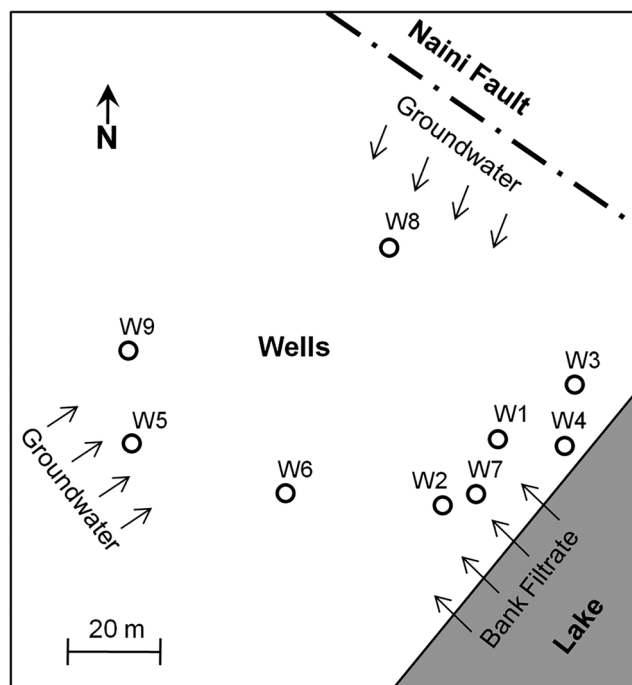 Naini Fault
Groundwater
N
W8
W9
Wells
W3
W5
W1
W4
Groundwater
W6
W2
W7
Bank Filtrate
Lake
20 m